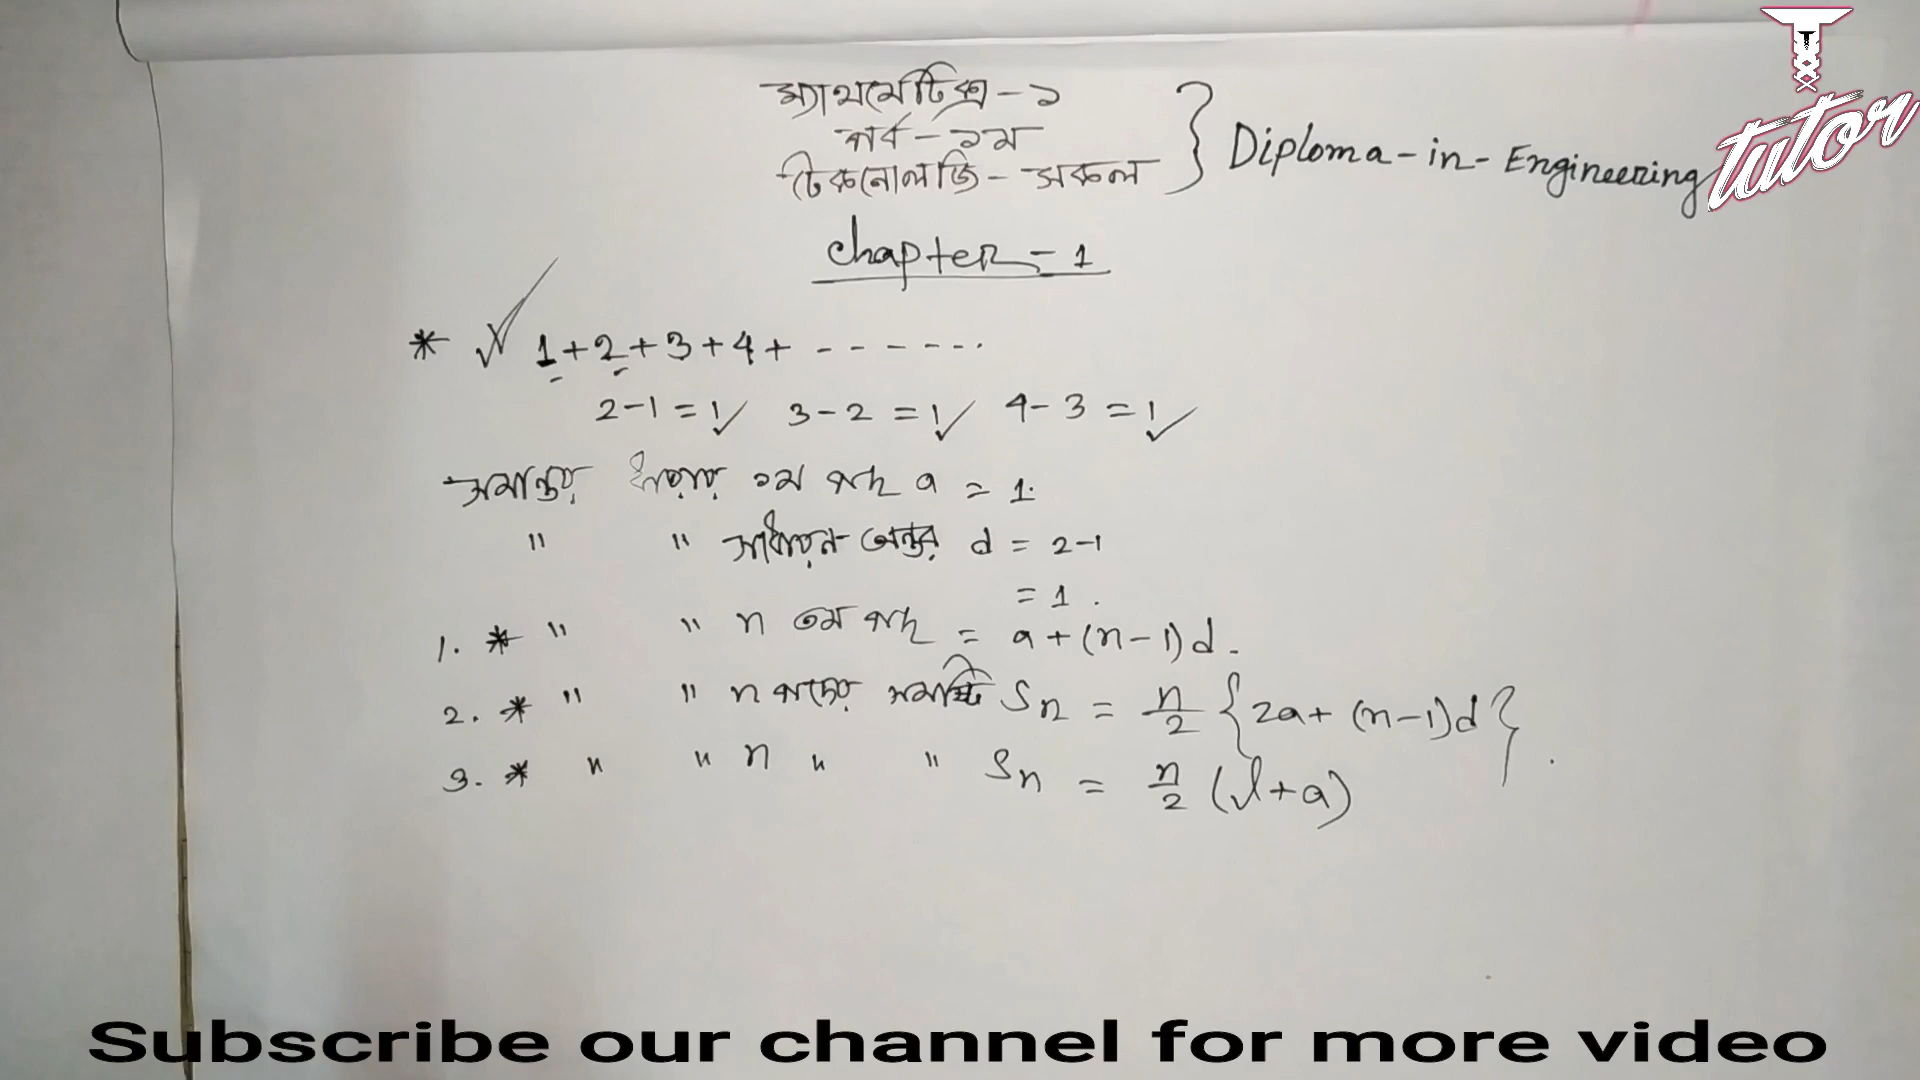 ম্যাথমেটিক্স - ১
পর্ব - ১ম
টেকনোলজি - সকল
} Diploma-in-Engineering
T tutor
Chapter - 1
* √ 1+2+3+4+ -------
2-1 = 1✓ 3-2 = 1✓ 4-3 = 1✓
সমান্তর ধারার ১ম পদ a = 1.
" " সাধারন অন্তর d = 2-1
= 1 .
1. * " " n তম পদ = a + (n-1)d .
2. * " " n পদের সমষ্টি Sn = n/2 {2a + (n-1)d} .
3. * " " n " " Sn = n/2 (l+a)
Subscribe our channel for more video